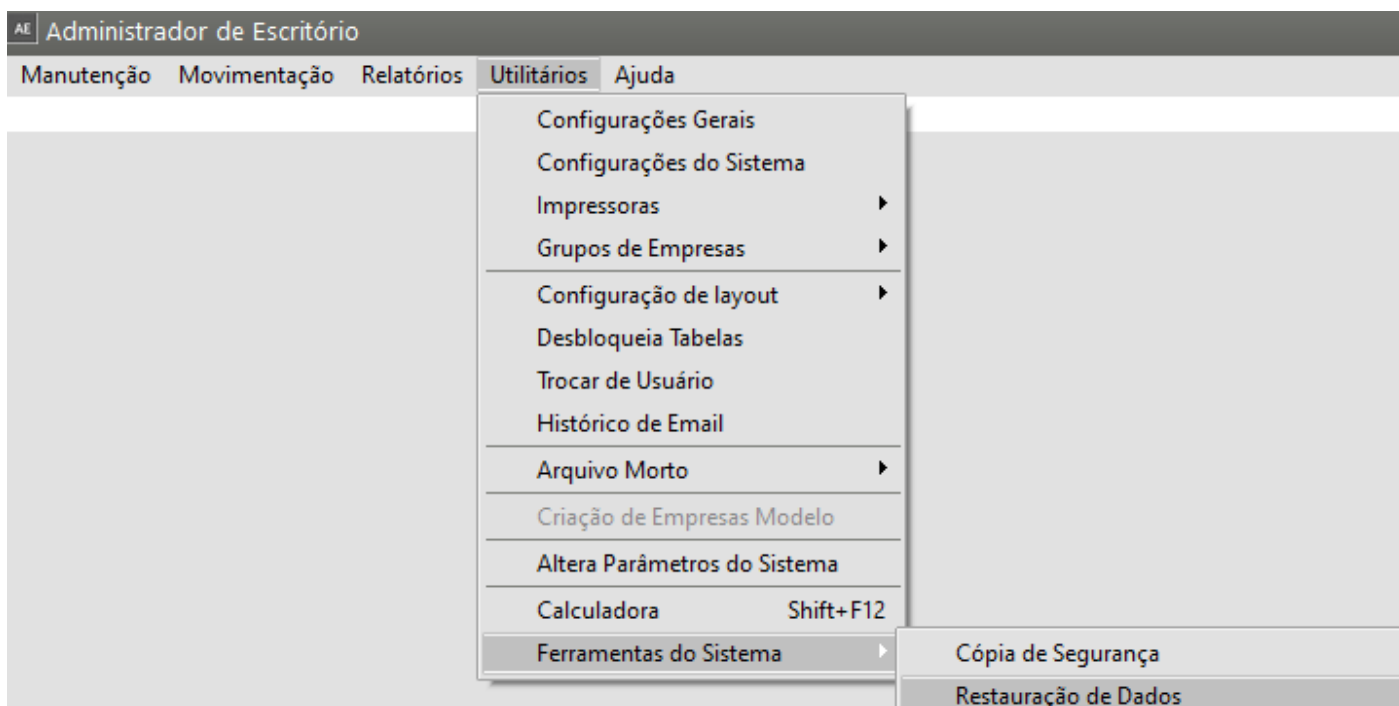 AE Administrador de Escritório
Manutenção Movimentação Relatórios Utilitários Ajuda
Configurações Gerais
Configurações do Sistema
Impressoras
Grupos de Empresas
Configuração de layout
Desbloqueia Tabelas
Trocar de Usuário
Histórico de Email
Arquivo Morto
Criação de Empresas Modelo
Altera Parâmetros do Sistema
Calculadora Shift+F12
Ferramentas do Sistema
Cópia de Segurança
Restauração de Dados